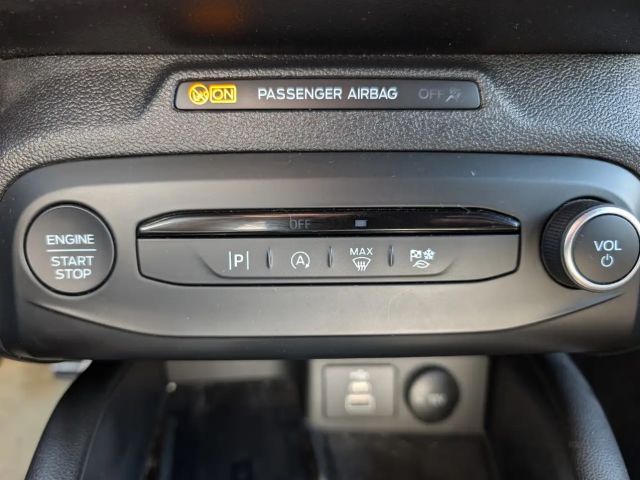 ON PASSENGER AIRBAG OFF
ENGINE
START
STOP
OFF
P
A
MAX
VOL